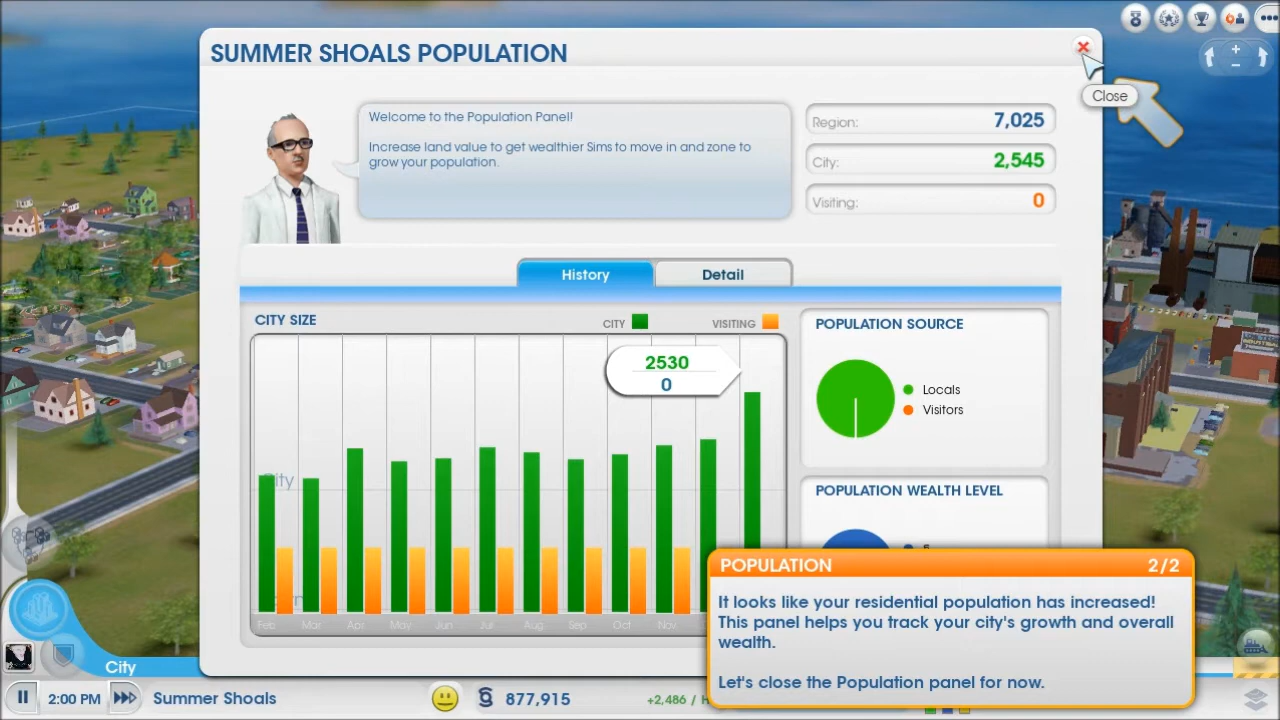 SUMMER SHOALS POPULATION
Close
Welcome to the Population Panel!
Increase land value to get wealthier Sims to move in and zone to
grow your population.
Region: 7,025
City: 2,545
Visiting: 0
History Detail
CITY SIZE
CITY VISITING
2530
0
City
Feb Mar Apr May Jun Jul Aug Sep Oct Nov
POPULATION SOURCE
Locals
Visitors
POPULATION WEALTH LEVEL
POPULATION 2/2
It looks like your residential population has increased!
This panel helps you track your city's growth and overall
wealth.
Let's close the Population panel for now.
City
2:00 PM Summer Shoals 877,915 +2,486 / H